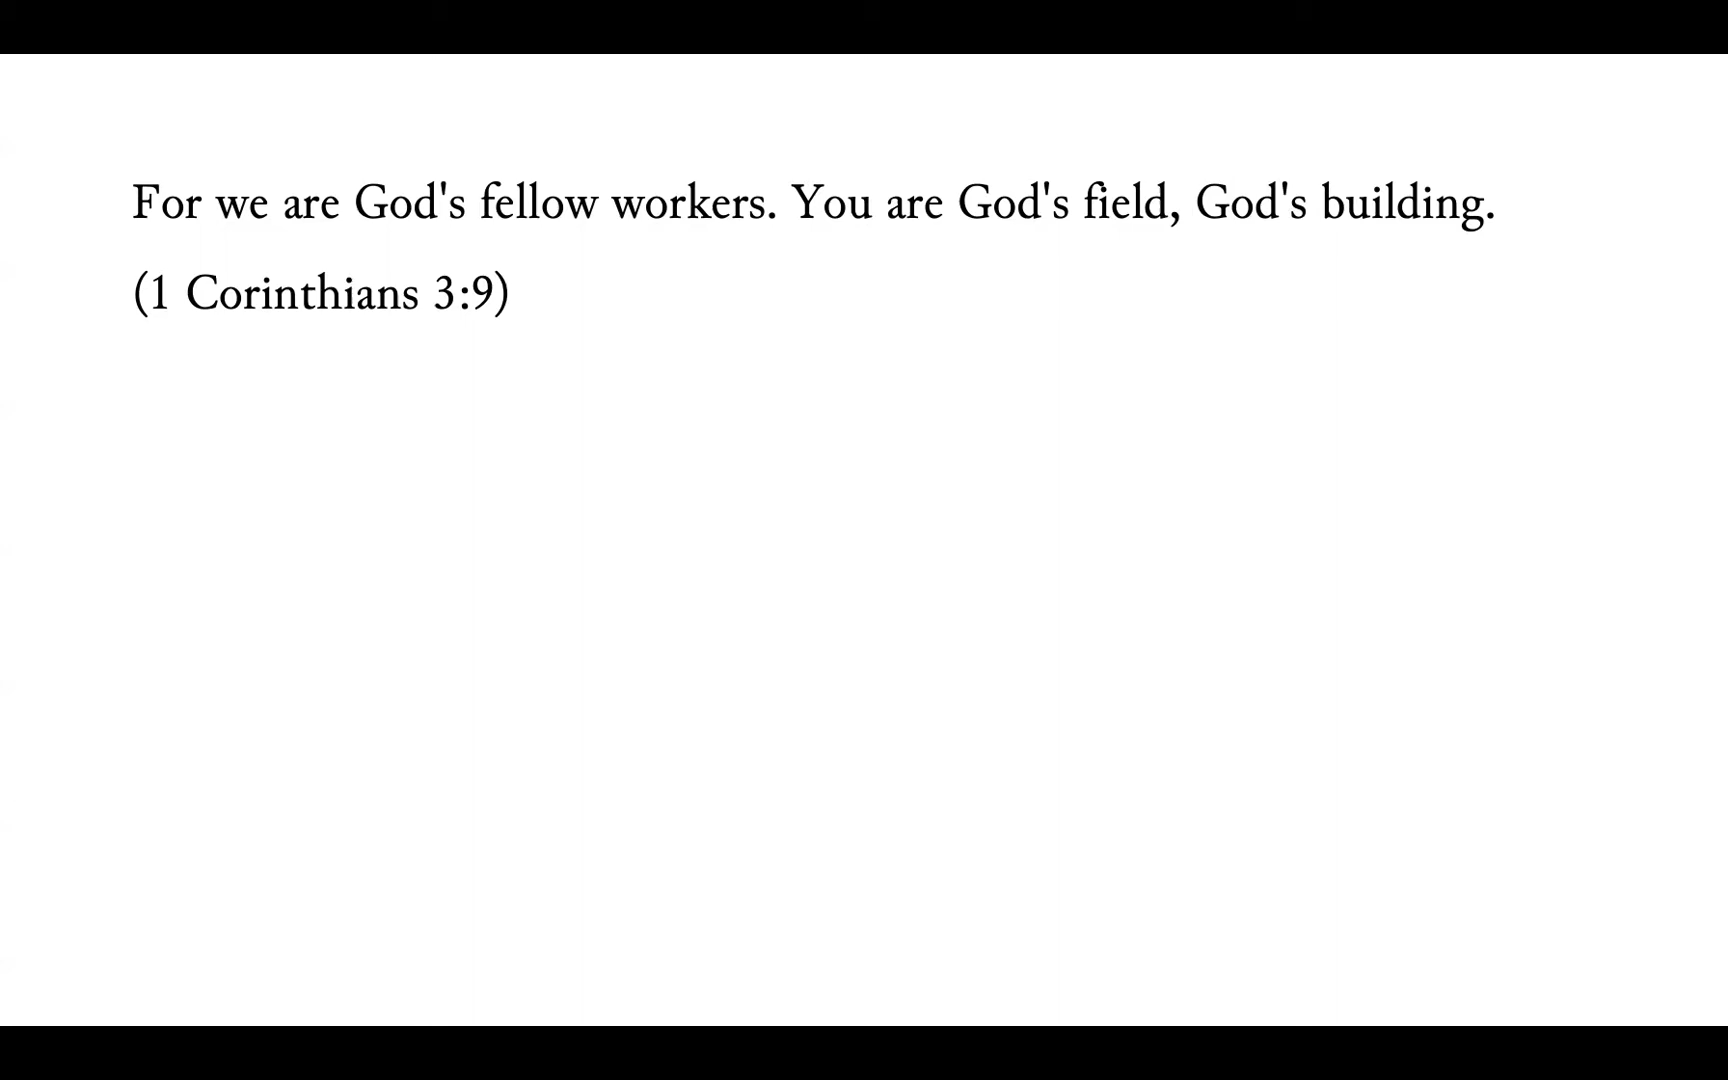 For we are God's fellow workers. You are God's field, God's building.
(1 Corinthians 3:9)